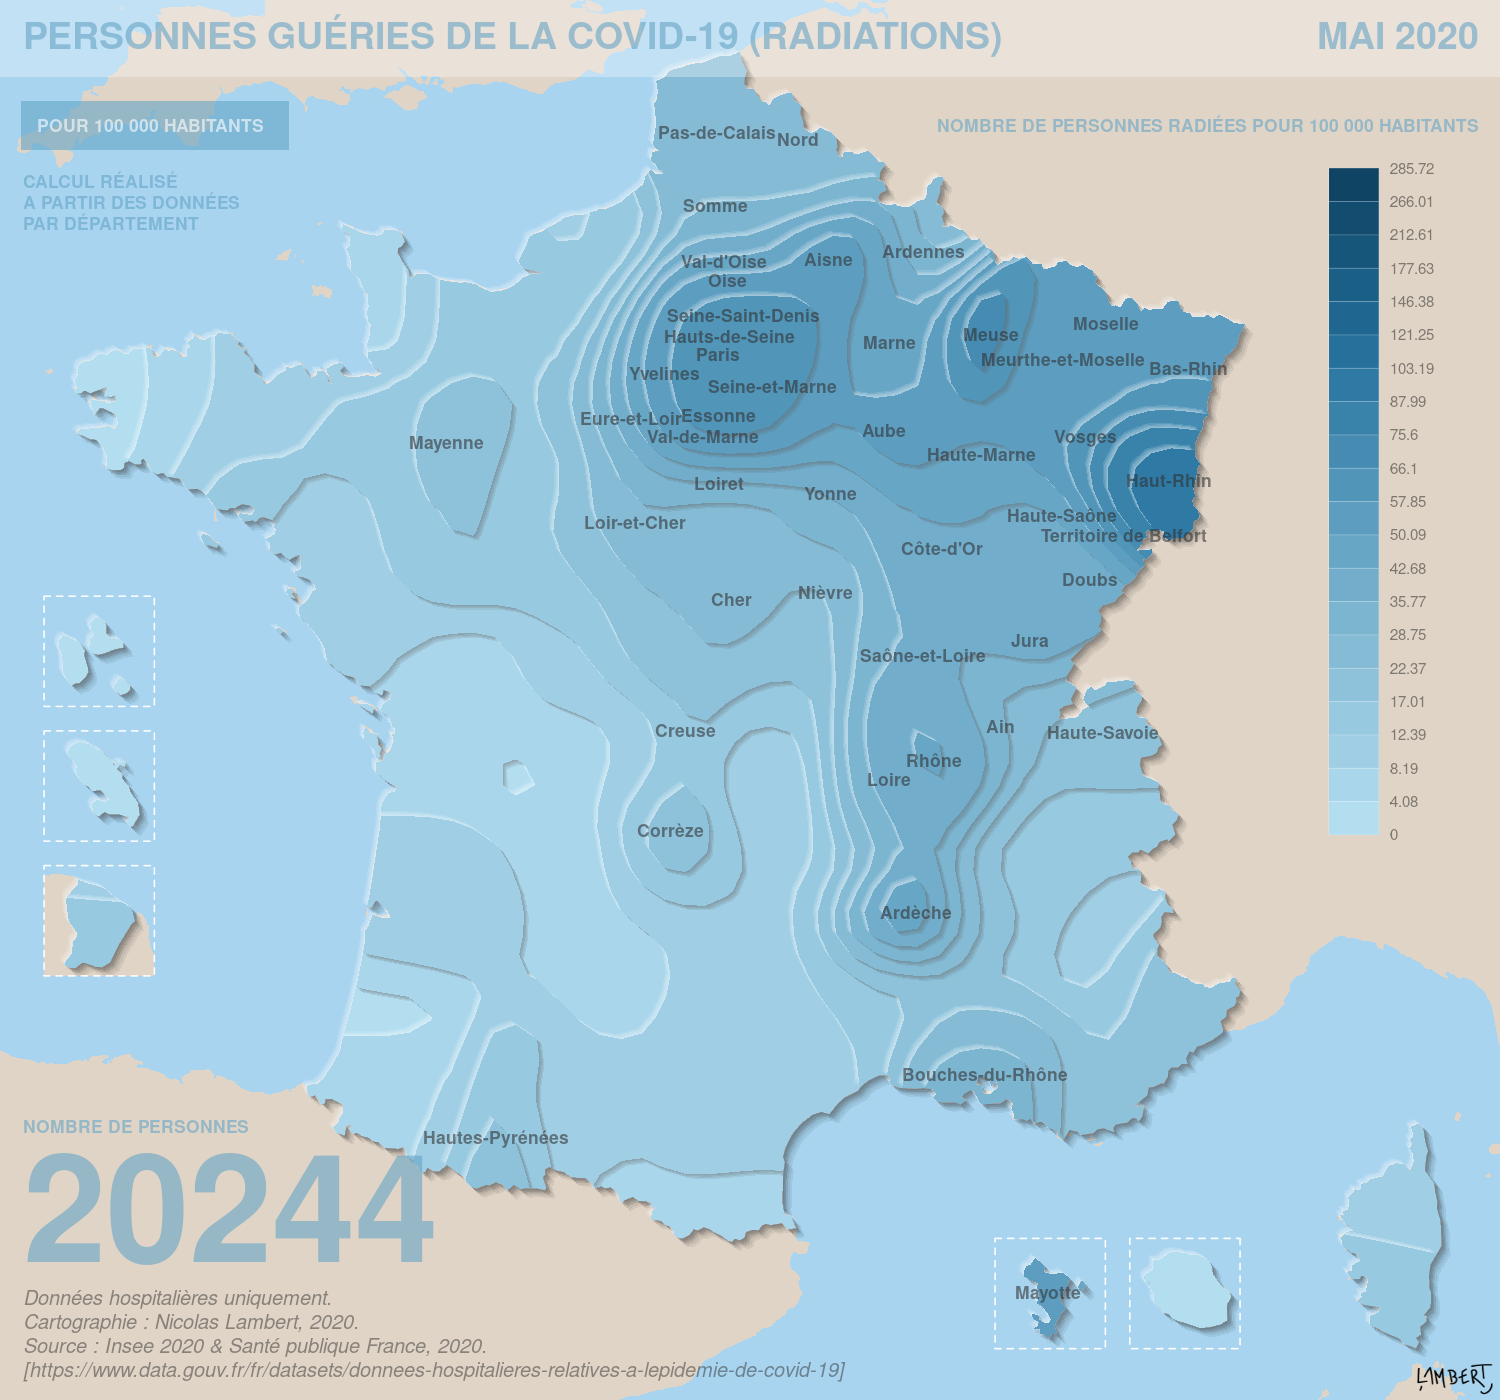 PERSONNES GUÉRIES DE LA COVID-19 (RADIATIONS)
MAI 2020
POUR 100 000 HABITANTS
CALCUL RÉALISÉ
A PARTIR DES DONNÉES
PAR DÉPARTEMENT
NOMBRE DE PERSONNES RADIÉES POUR 100 000 HABITANTS
285.72
266.01
212.61
177.63
146.38
121.25
103.19
87.99
75.6
66.1
57.85
50.09
42.68
35.77
28.75
22.37
17.01
12.39
8.19
4.08
0
Pas-de-Calais
Nord
Somme
Ardennes
Val-d'Oise
Aisne
Oise
Seine-Saint-Denis
Moselle
Hauts-de-Seine
Meuse
Marne
Paris
Meurthe-et-Moselle
Bas-Rhin
Yvelines
Seine-et-Marne
Eure-et-Loir
Essonne
Val-de-Marne
Aube
Vosges
Mayenne
Haute-Marne
Haut-Rhin
Loiret
Yonne
Haute-Saône
Loir-et-Cher
Territoire de Belfort
Côte-d'Or
Doubs
Nièvre
Cher
Jura
Saône-et-Loire
Ain
Creuse
Haute-Savoie
Rhône
Loire
Corrèze
Ardèche
Bouches-du-Rhône
Hautes-Pyrénées
Mayotte
NOMBRE DE PERSONNES
20244
Données hospitalières uniquement.
Cartographie : Nicolas Lambert, 2020.
Source : Insee 2020 & Santé publique France, 2020.
[https://www.data.gouv.fr/fr/datasets/donnees-hospitalieres-relatives-a-lepidemie-de-covid-19]
LAMBERT